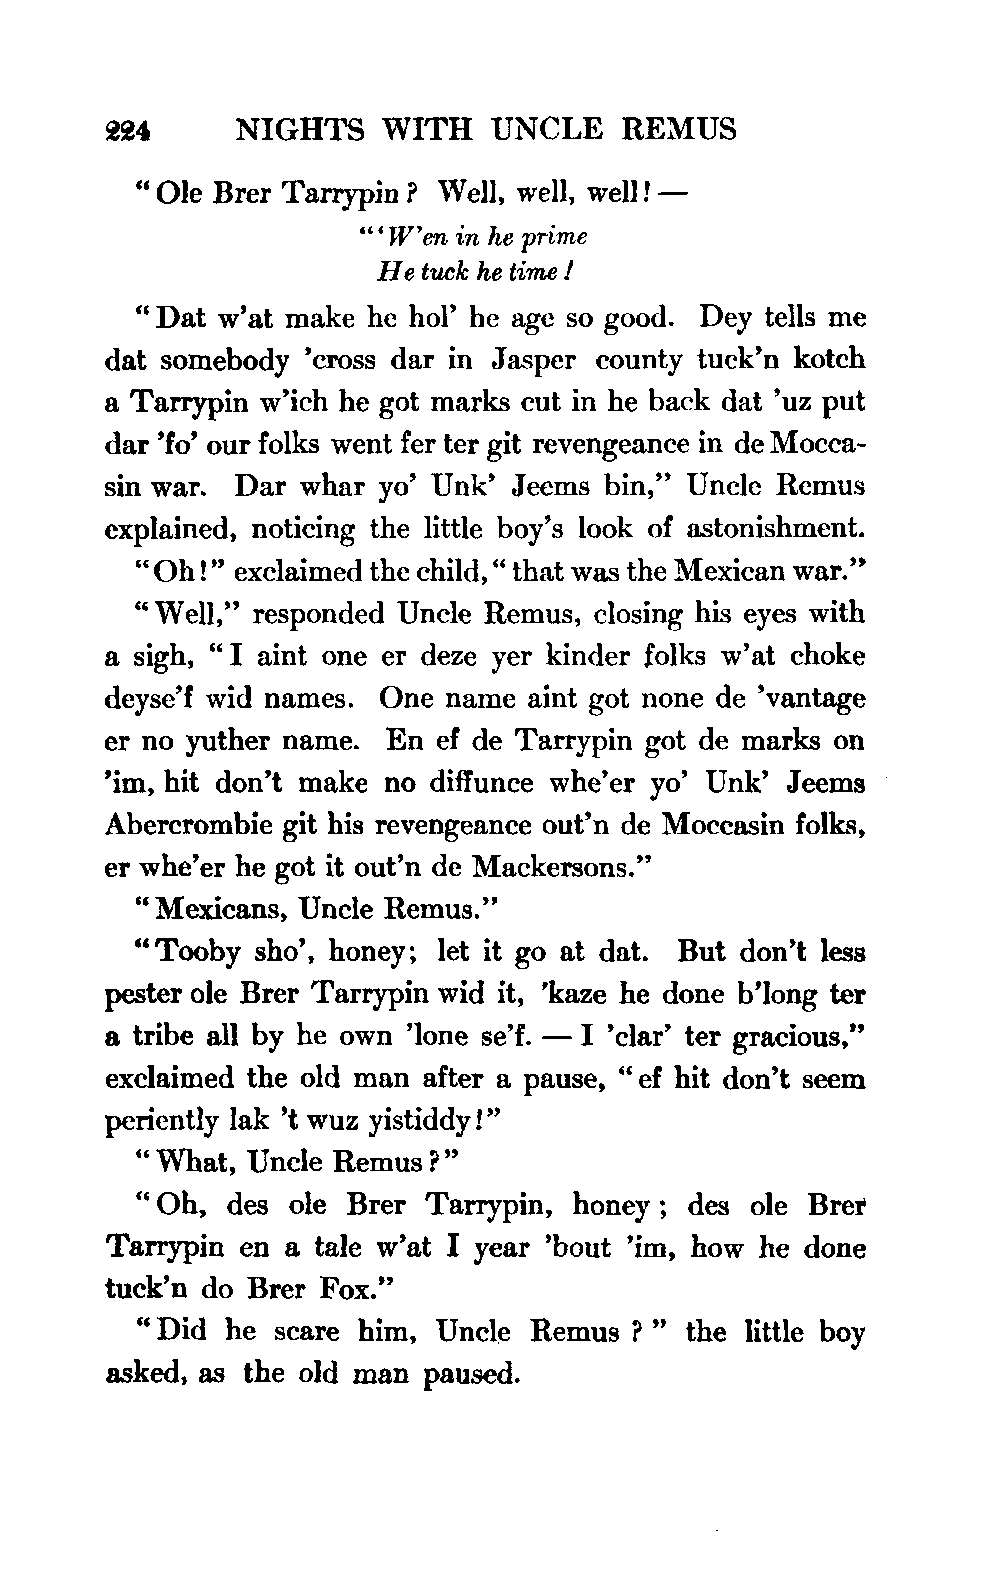 224 NIGHTS WITH UNCLE REMUS
“Ole Brer Tarrypin? Well, well, well! —
“‘W’en in he prime
He tuck he time!
“Dat w’at make he hol’ he age so good. Dey tells me
dat somebody ’cross dar in Jasper county tuck’n kotch
a Tarrypin w’ich he got marks cut in he back dat ’uz put
dar ’fo’ our folks went fer ter git revengeance in de Mocca-
sin war. Dar whar yo’ Unk’ Jeems bin,” Uncle Remus
explained, noticing the little boy’s look of astonishment.
“Oh!” exclaimed the child, “that was the Mexican war.”
“Well,” responded Uncle Remus, closing his eyes with
a sigh, “I aint one er deze yer kinder folks w’at choke
deyse’f wid names. One name aint got none de ’vantage
er no yuther name. En ef de Tarrypin got de marks on
’im, hit don’t make no diffunce whe’er yo’ Unk’ Jeems
Abercrombie git his revengeance out’n de Moccasin folks,
er whe’er he got it out’n de Mackersons.”
“Mexicans, Uncle Remus.”
“Tooby sho’, honey; let it go at dat. But don’t less
pester ole Brer Tarrypin wid it, ’kaze he done b’long ter
a tribe all by he own ’lone se’f. — I ’clar’ ter gracious,”
exclaimed the old man after a pause, “ef hit don’t seem
periently lak ’t wuz yistiddy!”
“What, Uncle Remus?”
“Oh, des ole Brer Tarrypin, honey; des ole Brer
Tarrypin en a tale w’at I year ’bout ’im, how he done
tuck’n do Brer Fox.”
“Did he scare him, Uncle Remus?” the little boy
asked, as the old man paused.